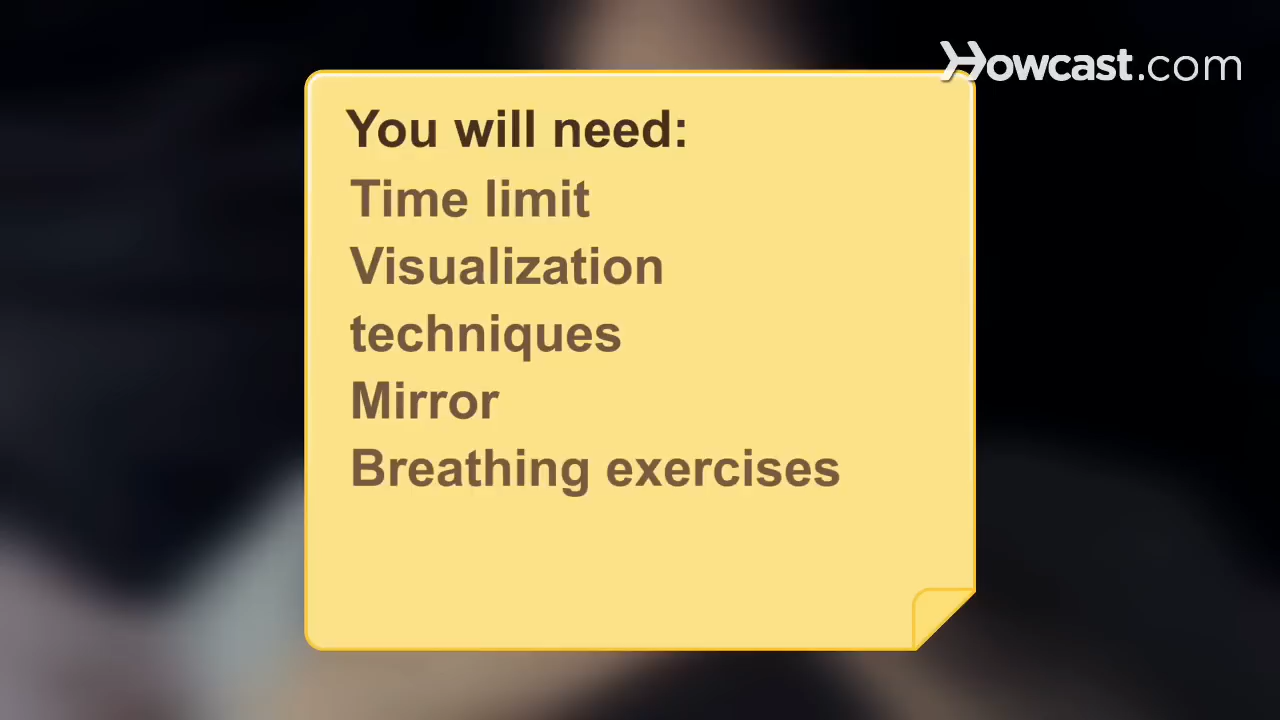 Howcast.com
You will need:
Time limit
Visualization
techniques
Mirror
Breathing exercises